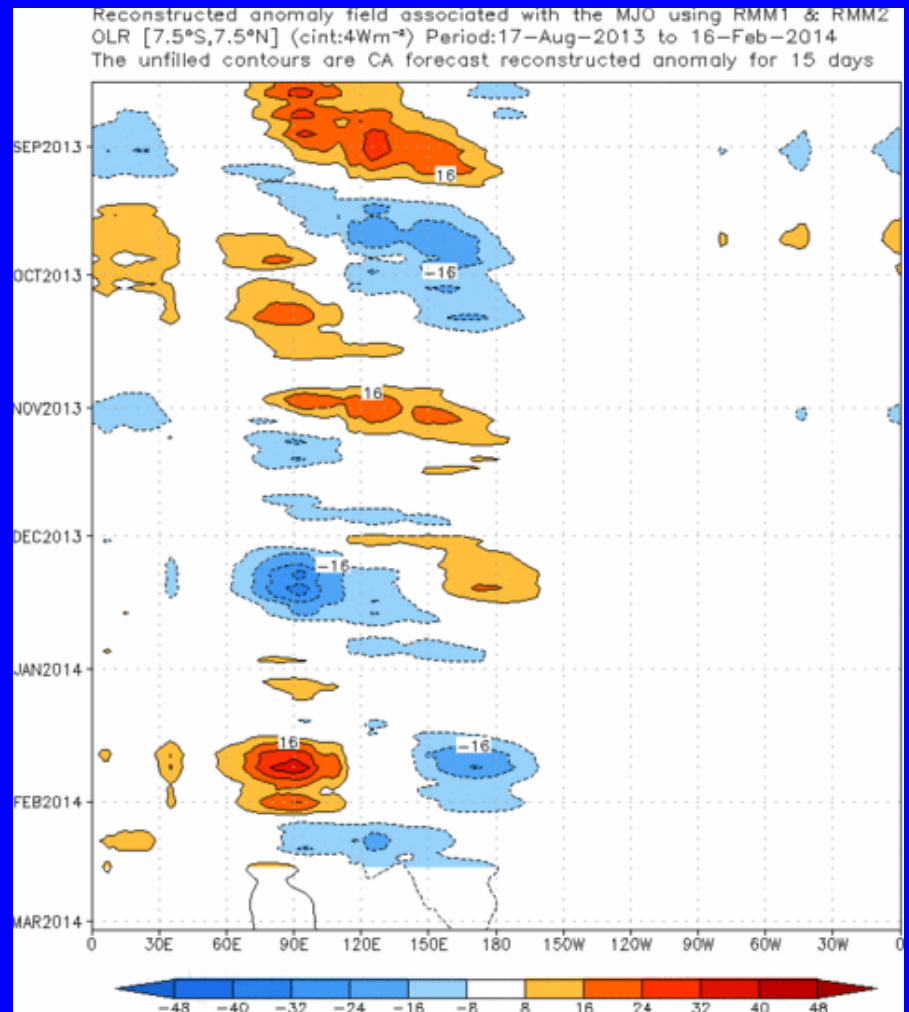 Reconstructed anomaly field associated with the MJO using RMM1 & RMM2
OLR [7.5°S,7.5°N] (cint:4Wm⁻²) Period:17-Aug-2013 to 16-Feb-2014
The unfilled contours are CA forecast reconstructed anomaly for 15 days
SEP2013
16
-16
OCT2013
16
NOV2013
DEC2013
-16
JAN2014
16 -16
FEB2014
MAR2014
0 30E 60E 90E 120E 150E 180 150W 120W 90W 60W 30W 0
-48 -40 -32 -24 -16 -8 8 16 24 32 40 48